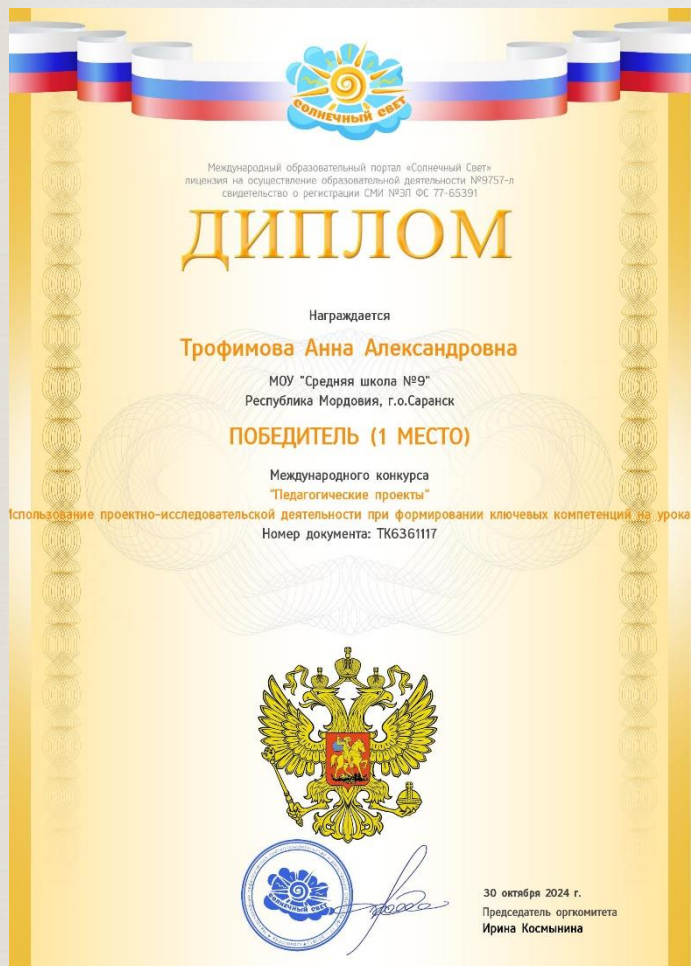 СОЛНЕЧНЫЙ СВЕТ
Международный образовательный портал «Солнечный Свет»
лицензия на осуществление образовательной деятельности №9757-л
свидетельство о регистрации СМИ №ЭЛ ФС 77-65391
ДИПЛОМ
Награждается
Трофимова Анна Александровна
МОУ "Средняя школа №9"
Республика Мордовия, г.о.Саранск
ПОБЕДИТЕЛЬ (1 МЕСТО)
Международного конкурса
"Педагогические проекты"
Использование проектно-исследовательской деятельности при формировании ключевых компетенций на урока
Номер документа: ТК6361117
СОЛНЕЧНЫЙ СВЕТ
30 октября 2024 г.
Председатель оргкомитета
Ирина Космынина